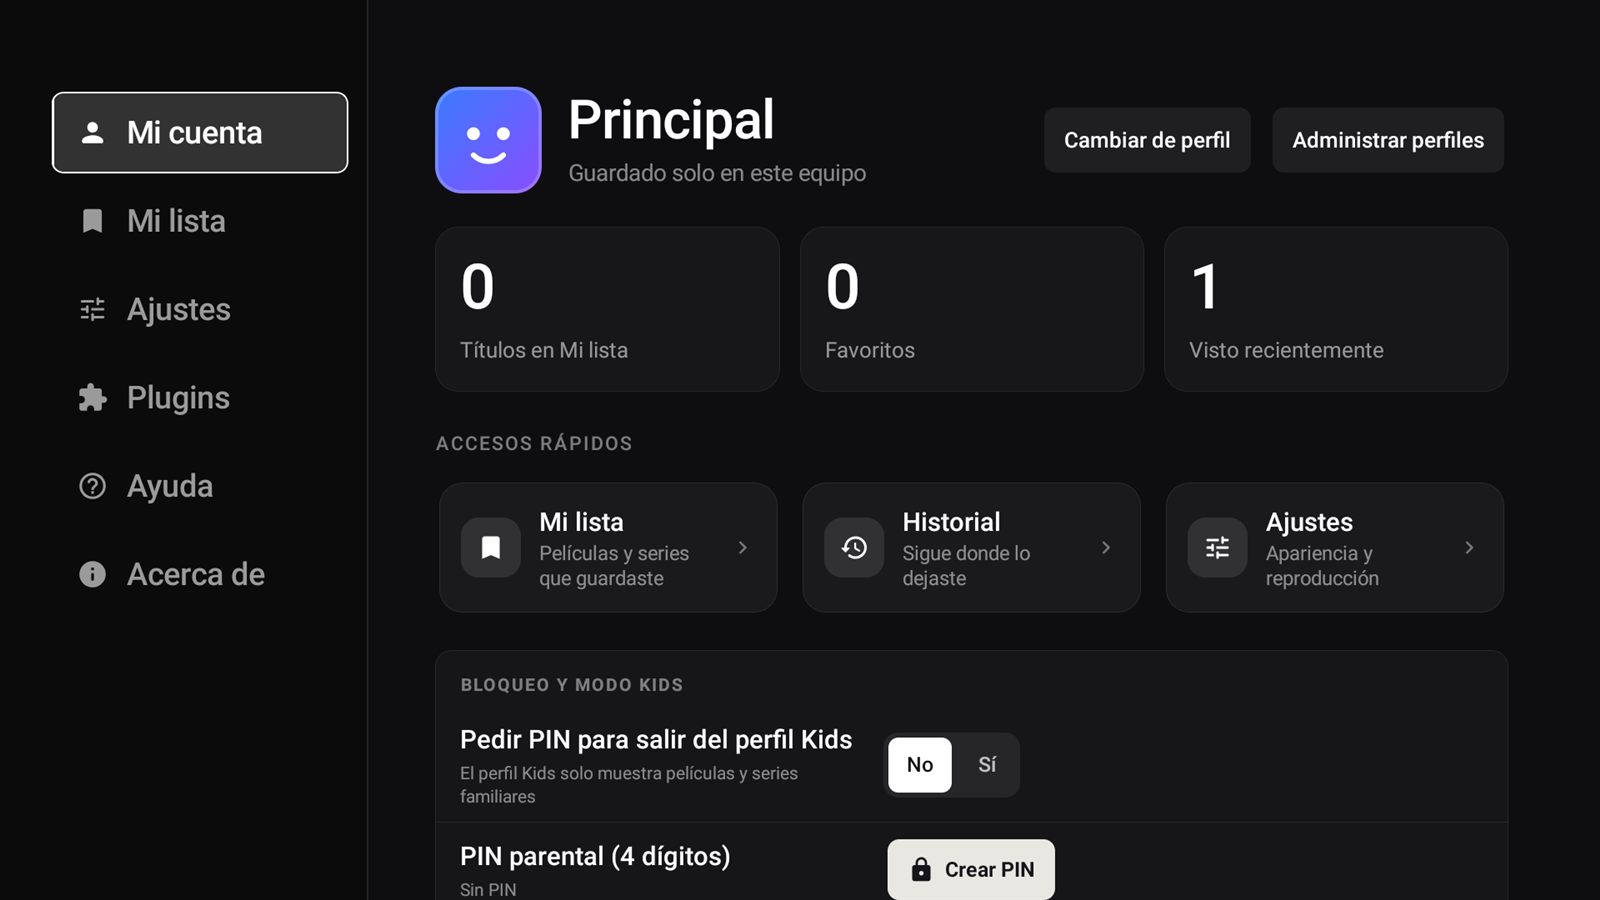 Mi cuenta
Mi lista
Ajustes
Plugins
Ayuda
Acerca de
Principal
Guardado solo en este equipo
Cambiar de perfil
Administrar perfiles
0
Títulos en Mi lista
0
Favoritos
1
Visto recientemente
ACCESOS RÁPIDOS
Mi lista
Películas y series
que guardaste
Historial
Sigue donde lo
dejaste
Ajustes
Apariencia y
reproducción
BLOQUEO Y MODO KIDS
Pedir PIN para salir del perfil Kids
El perfil Kids solo muestra películas y series
familiares
No
Sí
PIN parental (4 dígitos)
Sin PIN
Crear PIN